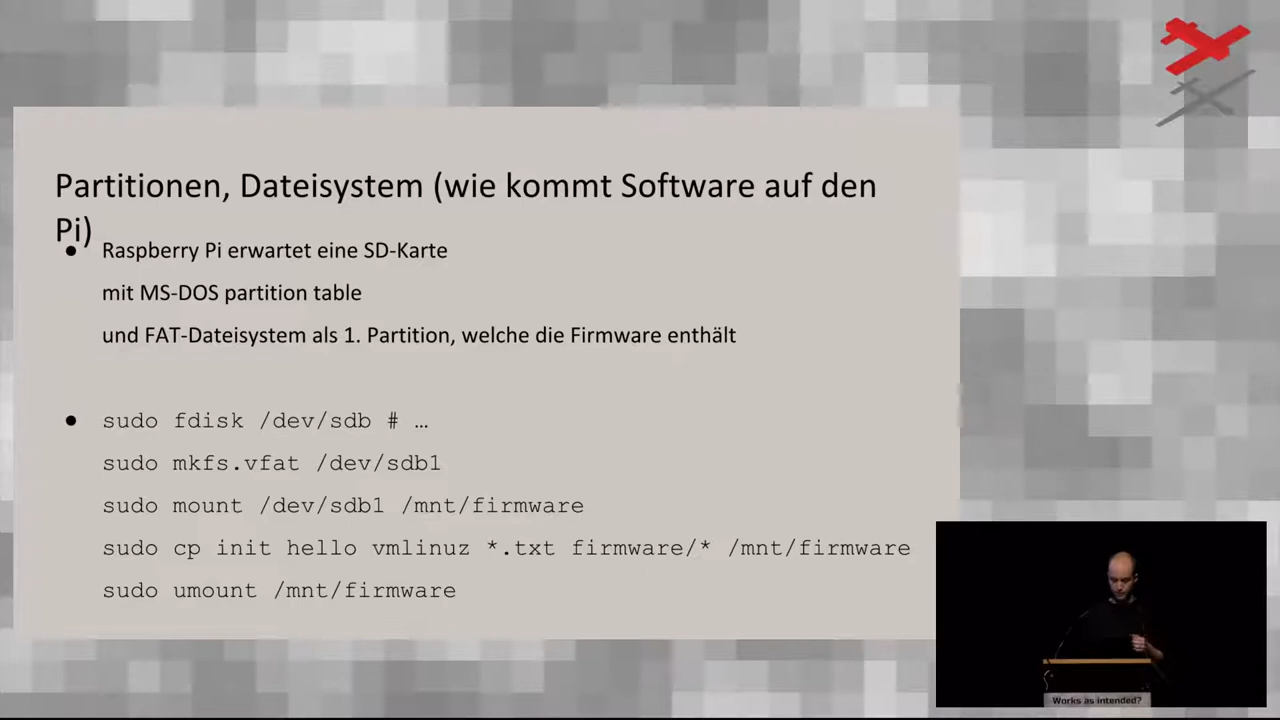 Partitionen, Dateisystem (wie kommt Software auf den
Pi)
● Raspberry Pi erwartet eine SD-Karte
mit MS-DOS partition table
und FAT-Dateisystem als 1. Partition, welche die Firmware enthält
● sudo fdisk /dev/sdb # …
sudo mkfs.vfat /dev/sdb1
sudo mount /dev/sdb1 /mnt/firmware
sudo cp init hello vmlinuz *.txt firmware/* /mnt/firmware
sudo umount /mnt/firmware
Works as intended?